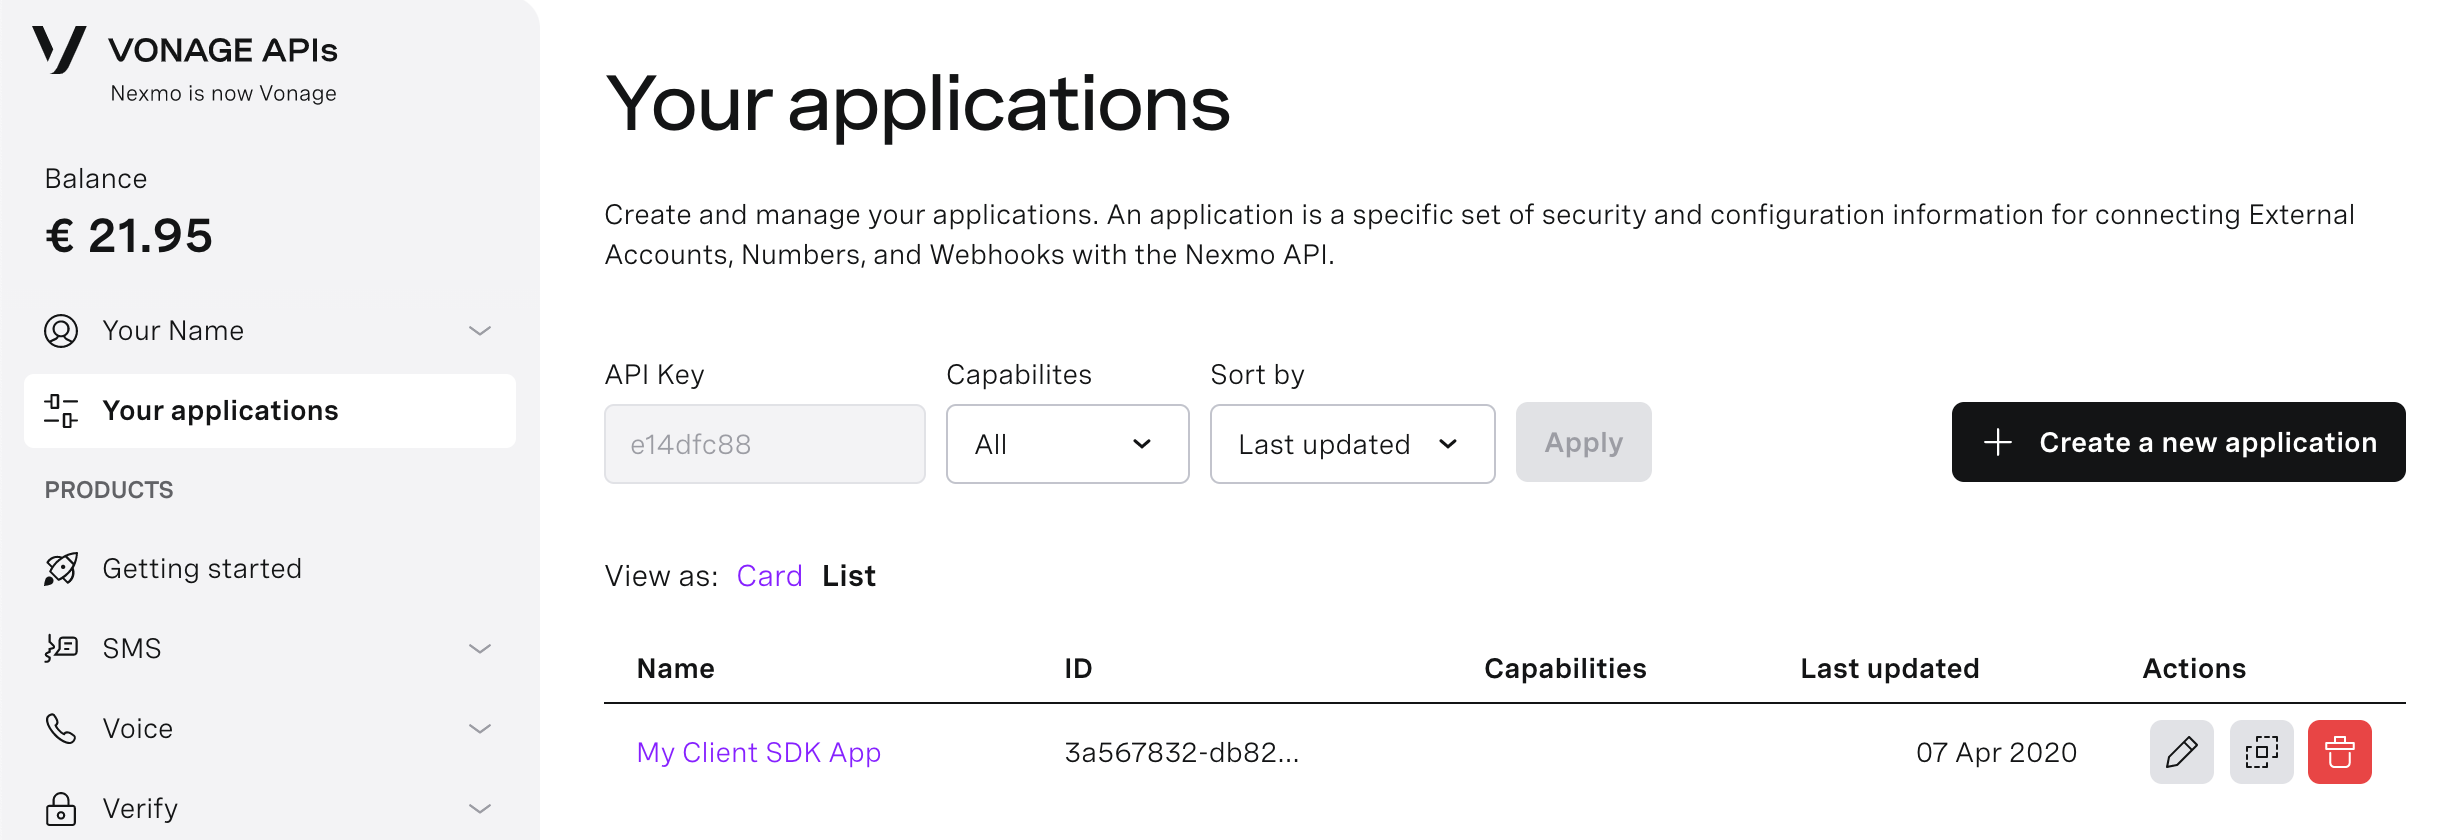 VONAGE APIs
Nexmo is now Vonage
Balance
€ 21.95
Your Name
Your applications
PRODUCTS
Getting started
SMS
Voice
Verify
Your applications
Create and manage your applications. An application is a specific set of security and configuration information for connecting External
Accounts, Numbers, and Webhooks with the Nexmo API.
API Key
Capabilites
Sort by
e14dfc88
All
Last updated
Apply
Create a new application
View as: Card List
Name ID Capabilities Last updated Actions
My Client SDK App 3a567832-db82... 07 Apr 2020